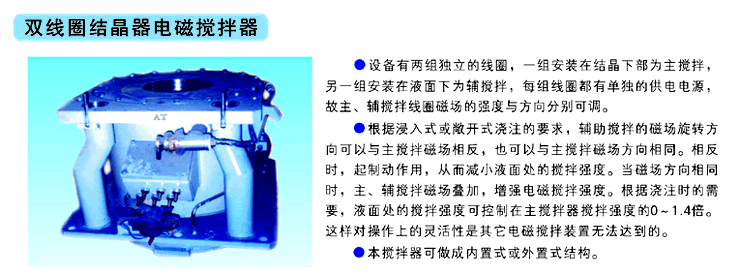 双线圈结晶器电磁搅拌器
AT
●设备有两组独立的线圈，一组安装在结晶下部为主搅拌，
另一组安装在液面下为辅搅拌，每组线圈都有单独的供电电源，
故主、辅搅拌线圈磁场的强度与方向分别可调。
●根据浸入式或敞开式浇注的要求，辅助搅拌的磁场旋转方
向可以与主搅拌磁场相反，也可以与主搅拌磁场方向相同。相反
时，起制动作用，从而减小液面处的搅拌强度。当磁场方向相同
时，主、辅搅拌磁场叠加，增强电磁搅拌强度。根据浇注时的需
要，液面处的搅拌强度可控制在主搅拌器搅拌强度的0~1.4倍。
这样对操作上的灵活性是其它电磁搅拌装置无法达到的。
●本搅拌器可做成内置式或外置式结构。